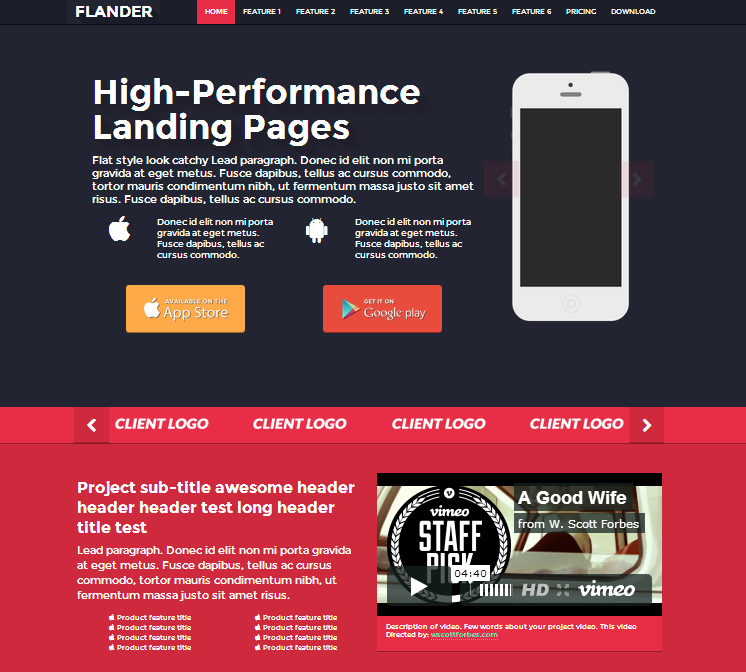 FLANDER
HOME FEATURE 1 FEATURE 2 FEATURE 3 FEATURE 4 FEATURE 5 FEATURE 6 PRICING DOWNLOAD
High-Performance
Landing Pages
Flat style look catchy Lead paragraph. Donec id elit non mi porta
gravida at eget metus. Fusce dapibus, tellus ac cursus commodo,
tortor mauris condimentum nibh, ut fermentum massa justo sit amet
risus. Fusce dapibus, tellus ac cursus commodo.
Donec id elit non mi porta
gravida at eget metus.
Fusce dapibus, tellus ac
cursus commodo.
Donec id elit non mi porta
gravida at eget metus.
Fusce dapibus, tellus ac
cursus commodo.
AVAILABLE ON THE
App Store
GET IT ON
Google play
CLIENT LOGO CLIENT LOGO CLIENT LOGO CLIENT LOGO
Project sub-title awesome header
header header test long header
title test
Lead paragraph. Donec id elit non mi porta gravida
at eget metus. Fusce dapibus, tellus ac cursus
commodo, tortor mauris condimentum nibh, ut
fermentum massa justo sit amet risus.
Product feature title
Product feature title
Product feature title
Product feature title
Product feature title
Product feature title
Product feature title
Product feature title
A Good Wife
from W. Scott Forbes
vimeo
STAFF
PICK
04:40
HD vimeo
Description of video. Few words about your project video. This video
Directed by: wscottforbes.com